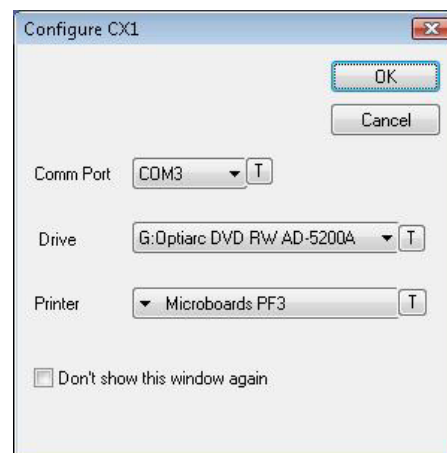 Configure CX1
OK
Cancel
Comm Port COM3 T
Drive G:Optiarc DVD RW AD-5200A T
Printer Microboards PF3 T
Don't show this window again